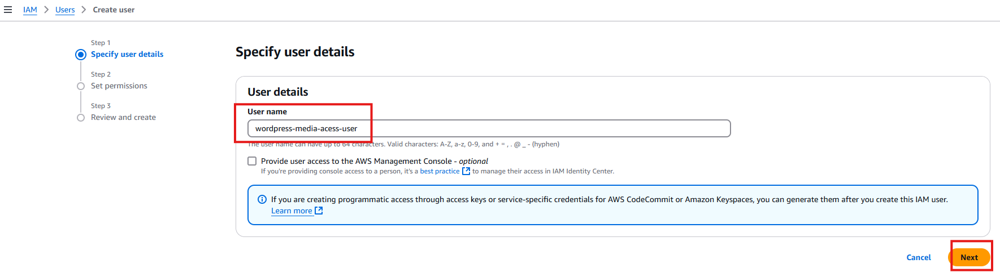 IAM > Users > Create user
Step 1
Specify user details
Step 2
Set permissions
Step 3
Review and create
Specify user details
User details
User name
wordpress-media-acess-user
The user name can have up to 64 characters. Valid characters: A-Z, a-z, 0-9, and + = , . @ _ - (hyphen)
Provide user access to the AWS Management Console - optional
If you're providing console access to a person, it's a best practice to manage their access in IAM Identity Center.
If you are creating programmatic access through access keys or service-specific credentials for AWS CodeCommit or Amazon Keyspaces, you can generate them after you create this IAM user.
Learn more
Cancel
Next